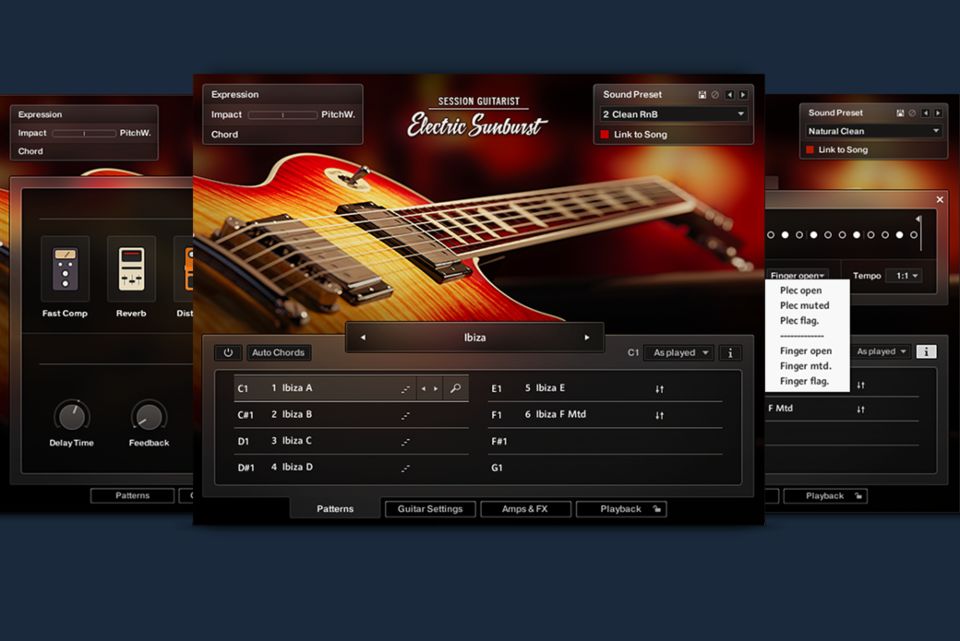 Expression
Impact PitchW.
Chord
Fast Comp Reverb
Delay Time Feedback
Patterns
Expression
Impact PitchW.
Chord
SESSION GUITARIST
Electric Sunburst
Sound Preset
2 Clean RnB
Link to Song
Ibiza
Auto Chords
C1 As played i
C1 1 Ibiza A
C#1 2 Ibiza B
D1 3 Ibiza C
D#1 4 Ibiza D
E1 5 Ibiza E
F1 6 Ibiza F Mtd
F#1
G1
Patterns Guitar Settings Amps & FX Playback
Sound Preset
Natural Clean
Link to Song
Finger open Tempo 1:1
Plec open
Plec muted
Plec flag.
-------------
Finger open
Finger mtd.
Finger flag.
As played i
F Mtd
Playback